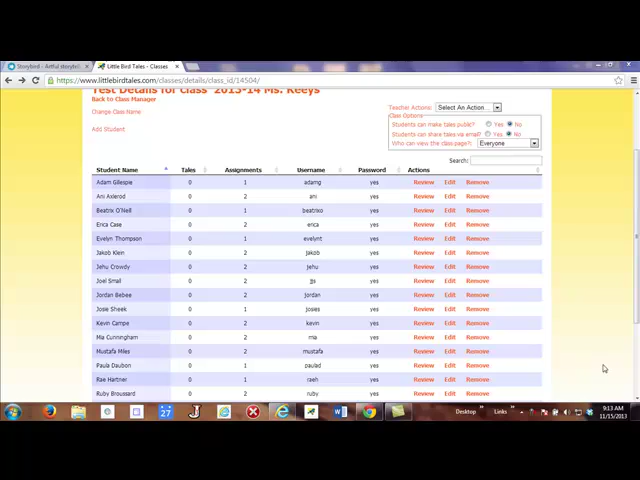 Storybird - Artful storytelli
Little Bird Tales - Classes
https://www.littlebirdtales.com/classes/details/class_id/14504/
Test Details for class '2013-14 Ms. Keeys'
Back to Class Manager
Change Class Name
Add Student
Teacher Actions: Select An Action...
Class Options
Students can make tales public? Yes No
Students can share tales via email? Yes No
Who can view the class page?: Everyone
Search:
Student Name Tales Assignments Username Password Actions
Adam Gillespie 0 1 adamg yes Review Edit Remove
Ani Axlerod 0 2 ani yes Review Edit Remove
Beatrix O'Neil 0 1 beatrixo yes Review Edit Remove
Erica Case 0 2 erica yes Review Edit Remove
Evelyn Thompson 0 1 evelynt yes Review Edit Remove
Jakob Klein 0 2 jakob yes Review Edit Remove
Jehu Crowdy 0 2 jehu yes Review Edit Remove
Joel Small 0 2 yes Review Edit Remove
Jordan Bebee 0 2 jordan yes Review Edit Remove
Josie Sheek 0 1 josies yes Review Edit Remove
Kevin Campe 0 2 kevin yes Review Edit Remove
Mia Cunningham 0 2 mia yes Review Edit Remove
Mustafa Miles 0 2 mustafa yes Review Edit Remove
Paula Daubon 0 1 paulad yes Review Edit Remove
Rae Hartner 0 1 raeh yes Review Edit Remove
Ruby Broussard 0 2 ruby yes Review Edit Remove
27
Desktop
Links
9:13 AM
11/15/2013